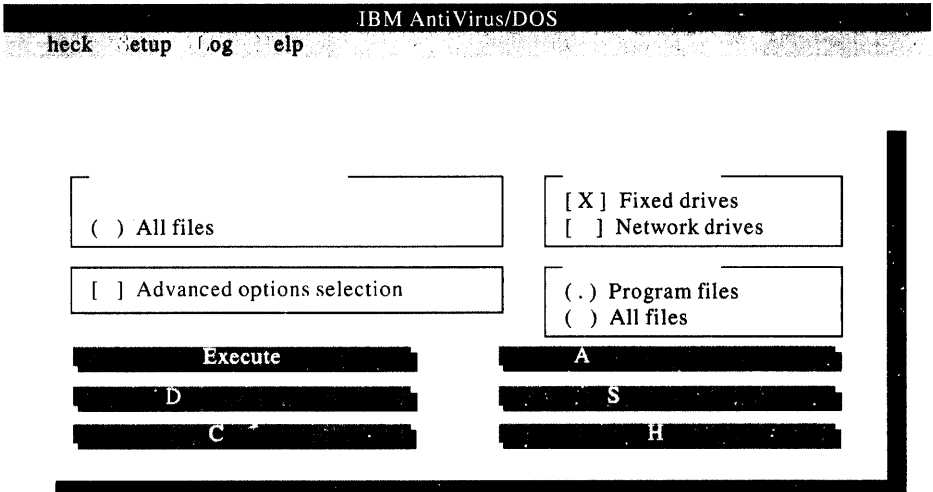 IBM AntiVirus/DOS
heck etup og elp
( ) All files
[X] Fixed drives
[ ] Network drives
[ ] Advanced options selection
(.) Program files
( ) All files
Execute
A
D
S
C
H